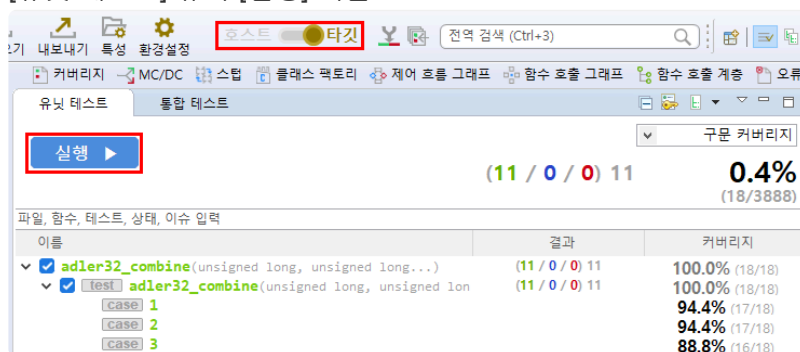 내보내기 특성 환경설정 호스트 타깃 전역 검색 (Ctrl+3)
커버리지 MC/DC 스텁 클래스 팩토리 제어 흐름 그래프 함수 호출 그래프 함수 호출 계층 오류
유닛 테스트 통합 테스트
구문 커버리지
실행
(11 / 0 / 0) 11 0.4%
(18/3888)
파일, 함수, 테스트, 상태, 이슈 입력
이름 결과 커버리지
adler32_combine(unsigned long, unsigned long...) (11 / 0 / 0) 11 100.0% (18/18)
test adler32_combine(unsigned long, unsigned lon (11 / 0 / 0) 11 100.0% (18/18)
case 1 94.4% (17/18)
case 2 94.4% (17/18)
case 3 88.8% (16/18)